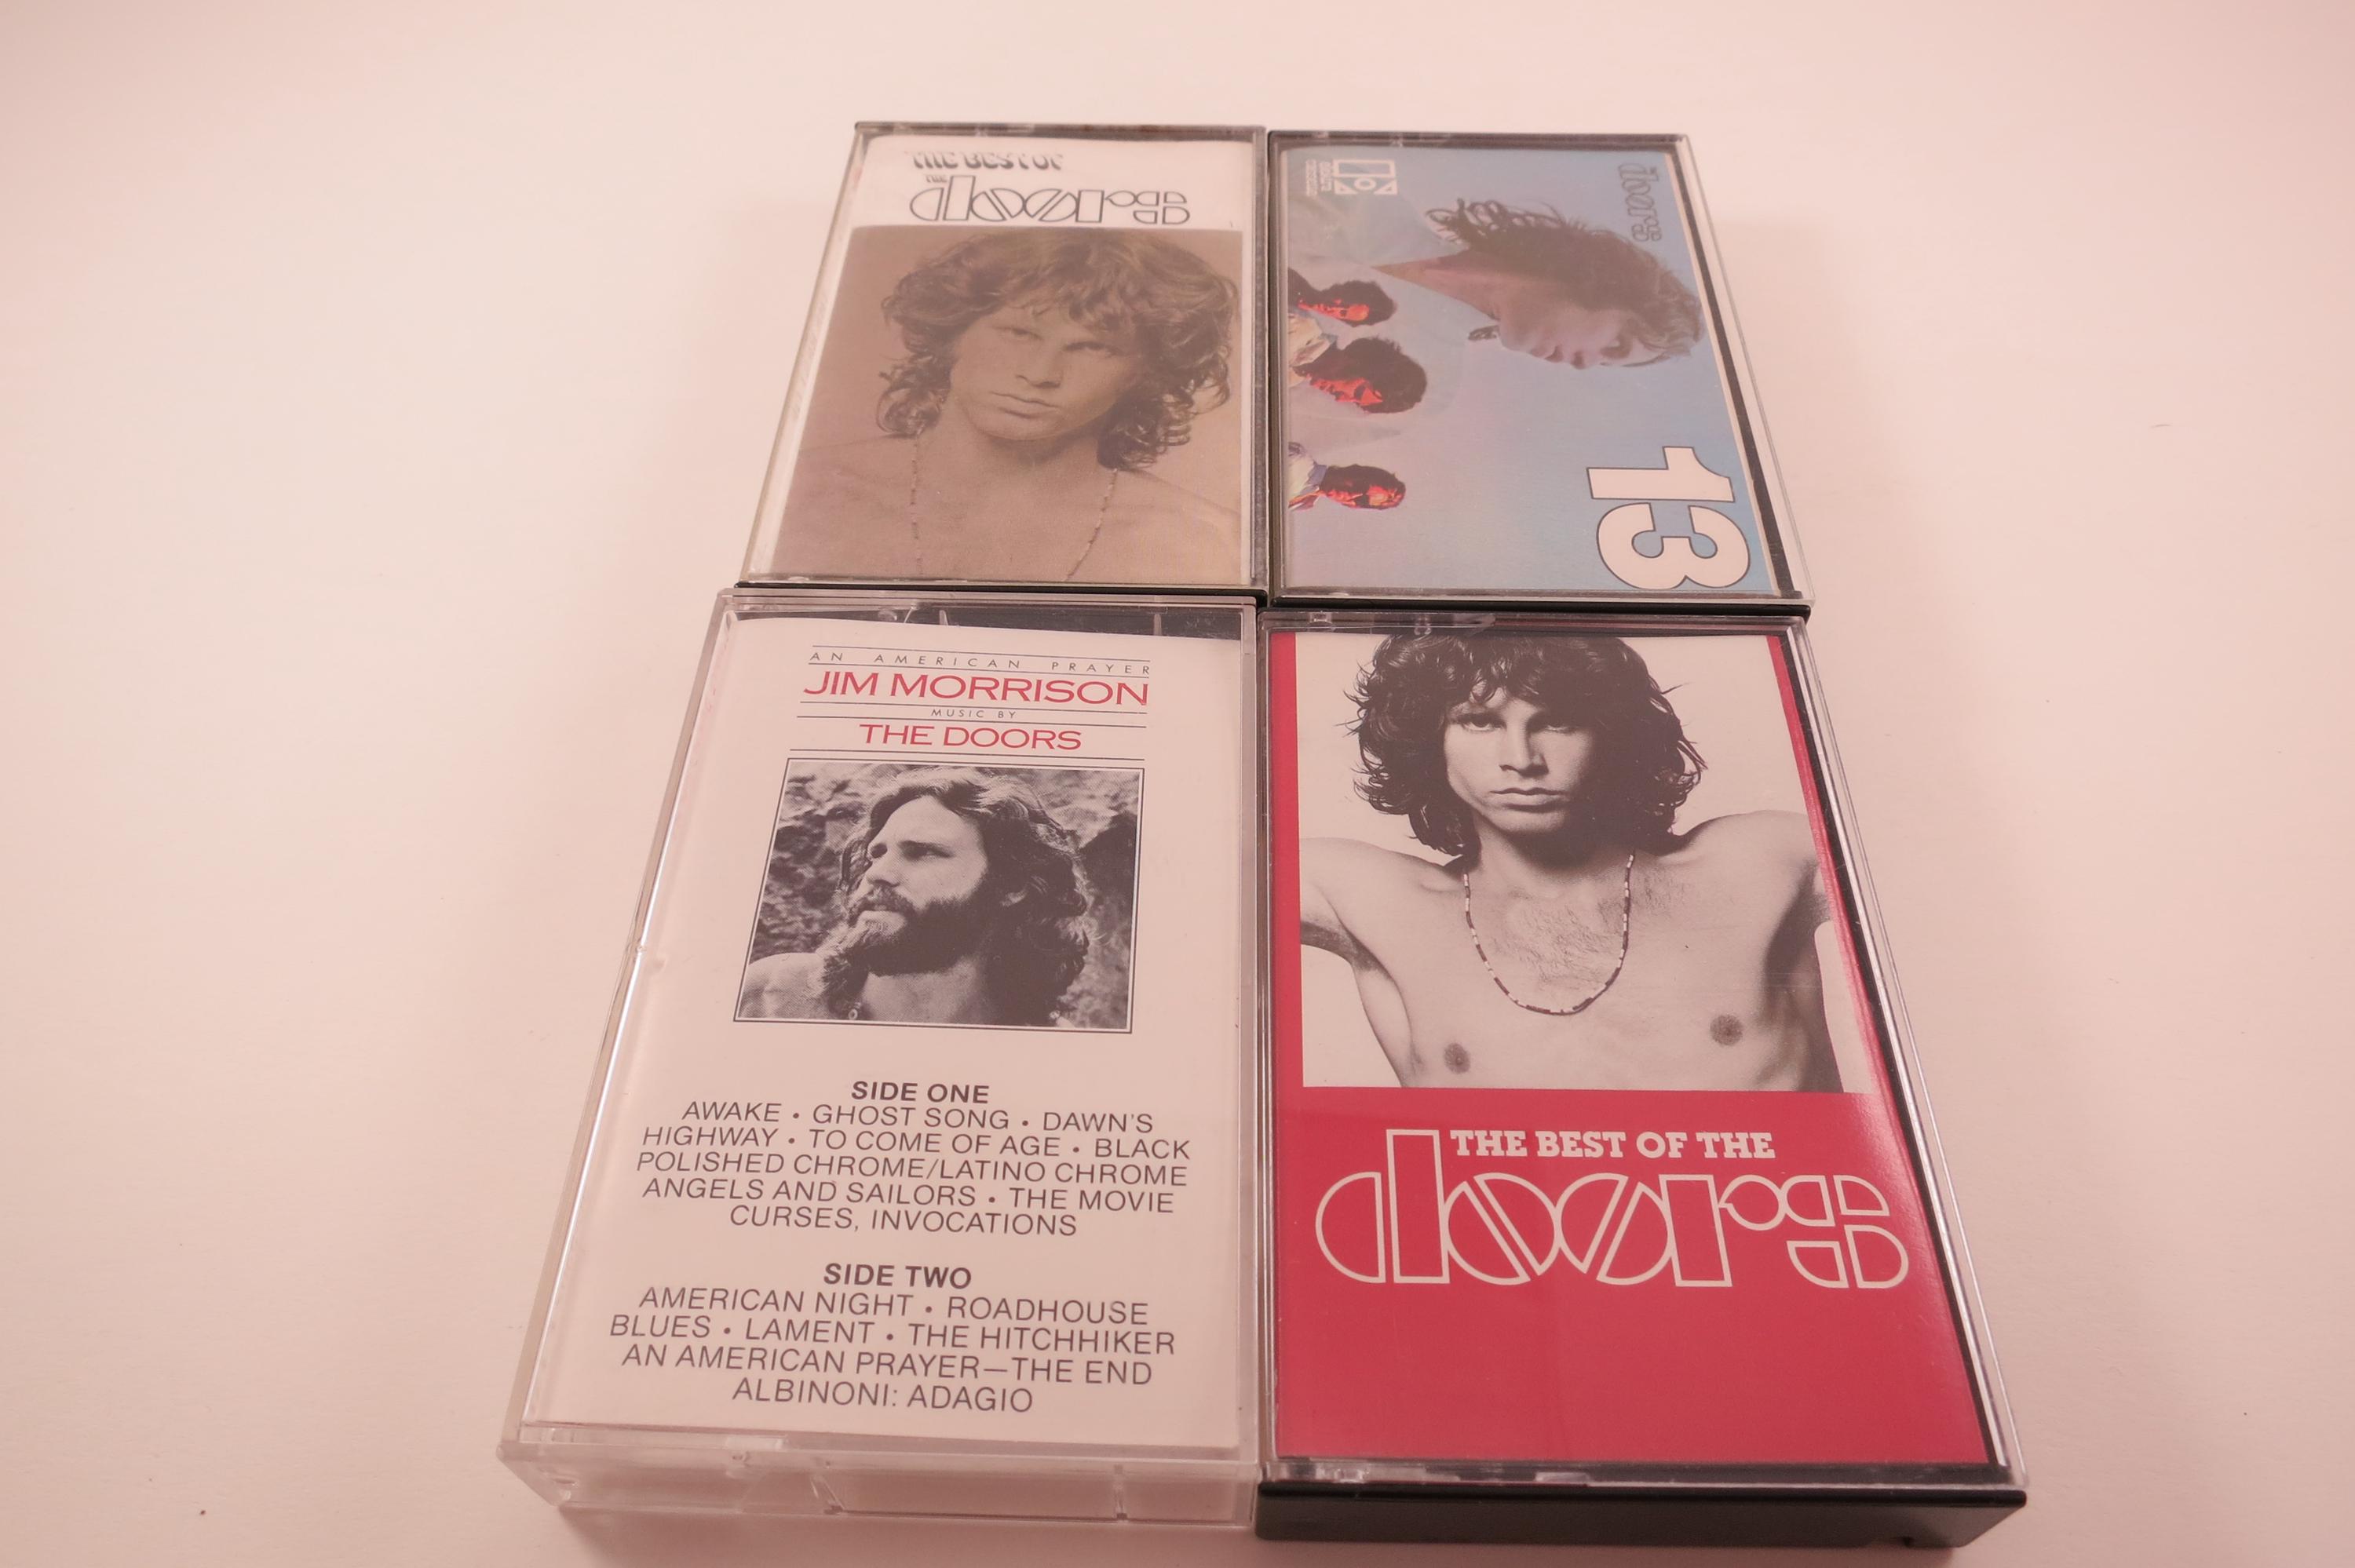 THE BEST OF
THE
doors
doors
13
AN AMERICAN PRAYER
JIM MORRISON
MUSIC BY
THE DOORS
SIDE ONE
AWAKE • GHOST SONG • DAWN'S
HIGHWAY • TO COME OF AGE • BLACK
POLISHED CHROME/LATINO CHROME
ANGELS AND SAILORS • THE MOVIE
CURSES, INVOCATIONS
SIDE TWO
AMERICAN NIGHT • ROADHOUSE
BLUES • LAMENT • THE HITCHHIKER
AN AMERICAN PRAYER—THE END
ALBINONI: ADAGIO
THE BEST OF THE
doors